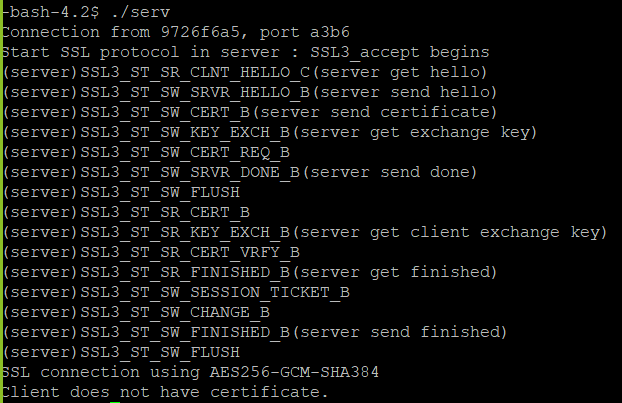 -bash-4.2$ ./serv
Connection from 9726f6a5, port a3b6
Start SSL protocol in server : SSL3_accept begins
(server)SSL3_ST_SR_CLNT_HELLO_C(server get hello)
(server)SSL3_ST_SW_SRVR_HELLO_B(server send hello)
(server)SSL3_ST_SW_CERT_B(server send certificate)
(server)SSL3_ST_SW_KEY_EXCH_B(server get exchange key)
(server)SSL3_ST_SW_CERT_REQ_B
(server)SSL3_ST_SW_SRVR_DONE_B(server send done)
(server)SSL3_ST_SW_FLUSH
(server)SSL3_ST_SR_CERT_B
(server)SSL3_ST_SR_KEY_EXCH_B(server get client exchange key)
(server)SSL3_ST_SR_CERT_VRFY_B
(server)SSL3_ST_SR_FINISHED_B(server get finished)
(server)SSL3_ST_SW_SESSION_TICKET_B
(server)SSL3_ST_SW_CHANGE_B
(server)SSL3_ST_SW_FINISHED_B(server send finished)
(server)SSL3_ST_SW_FLUSH
SSL connection using AES256-GCM-SHA384
Client does not have certificate.